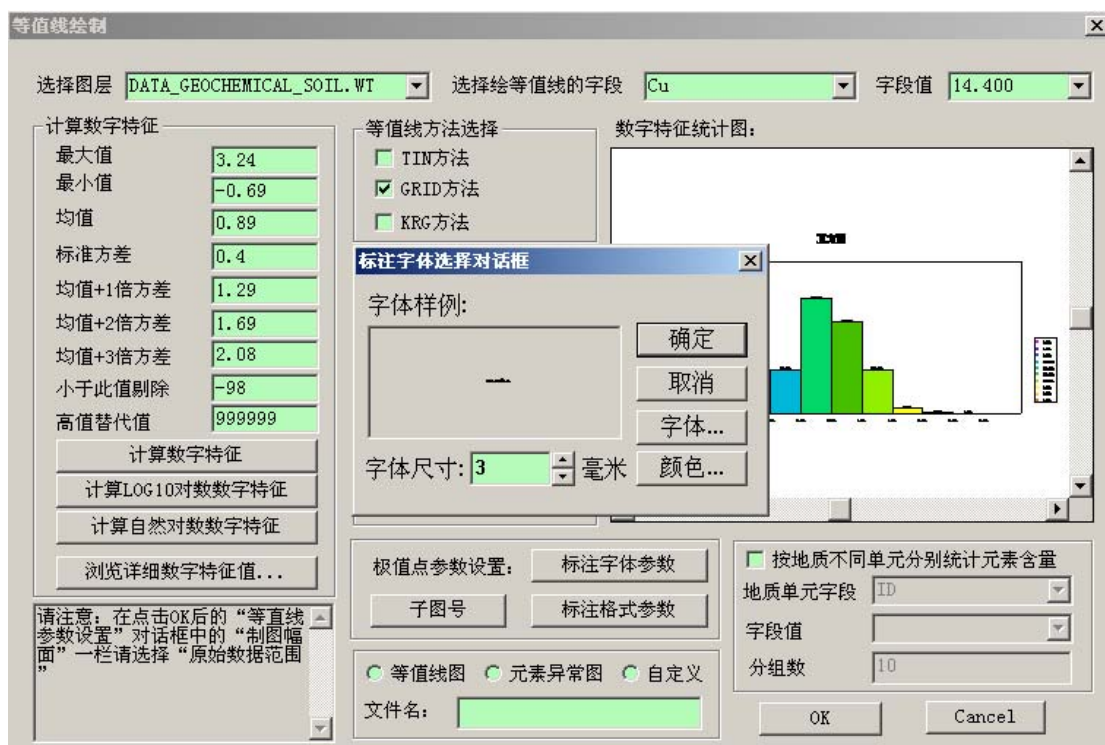 等值线绘制
选择图层 DATA_GEOCHEMICAL_SOIL.WT 选择绘等值线的字段 Cu 字段值 14.400
计算数字特征
最大值 3.24
最小值 -0.69
均值 0.89
标准方差 0.4
均值+1倍方差 1.29
均值+2倍方差 1.69
均值+3倍方差 2.08
小于此值剔除 -98
高值替代值 999999
计算数字特征
计算LOG10对数数字特征
计算自然对数数字特征
浏览详细数字特征值...
请注意：在点击OK后的“等直线
参数设置”对话框中的“制图幅
面”一栏请选择“原始数据范围
”
等值线方法选择
TIN方法
GRID方法
KRG方法
数字特征统计图：
标注字体选择对话框
字体样例:
确定
取消
字体...
字体尺寸: 3 毫米 颜色...
极值点参数设置： 标注字体参数
子图号 标注格式参数
等值线图 元素异常图 自定义
文件名：
按地质不同单元分别统计元素含量
地质单元字段 ID
字段值
分组数 10
OK Cancel